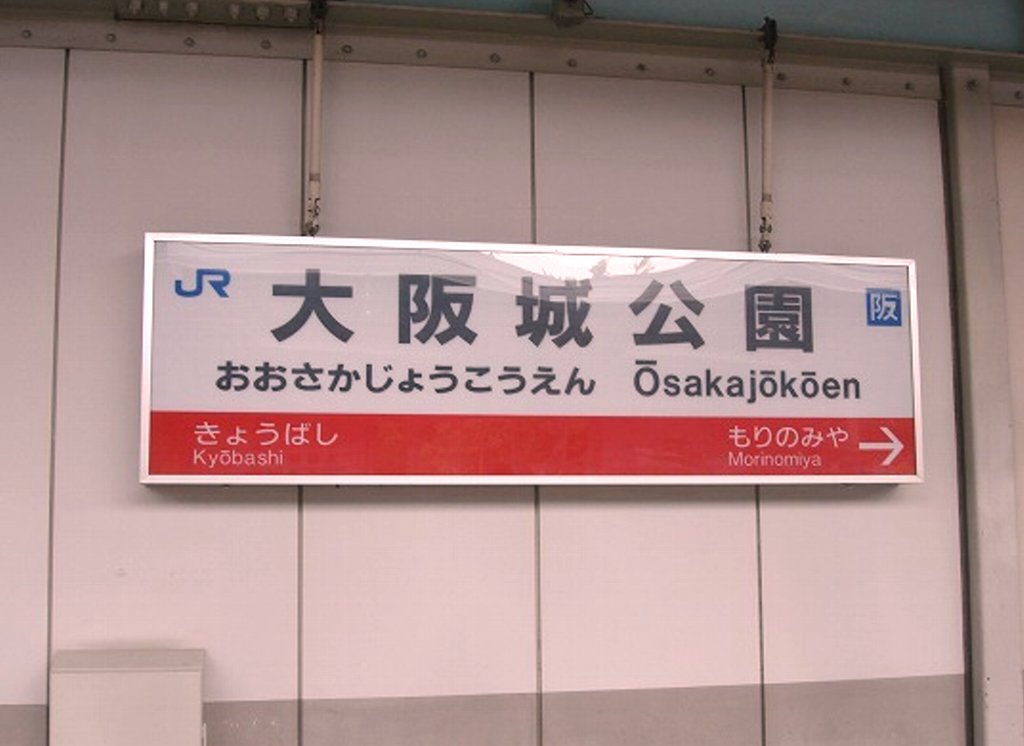 JR 大阪城公園 阪
おおさかじょうこうえん Ōsakajōkōen
きょうばし もりのみや →
Kyōbashi Morinomiya